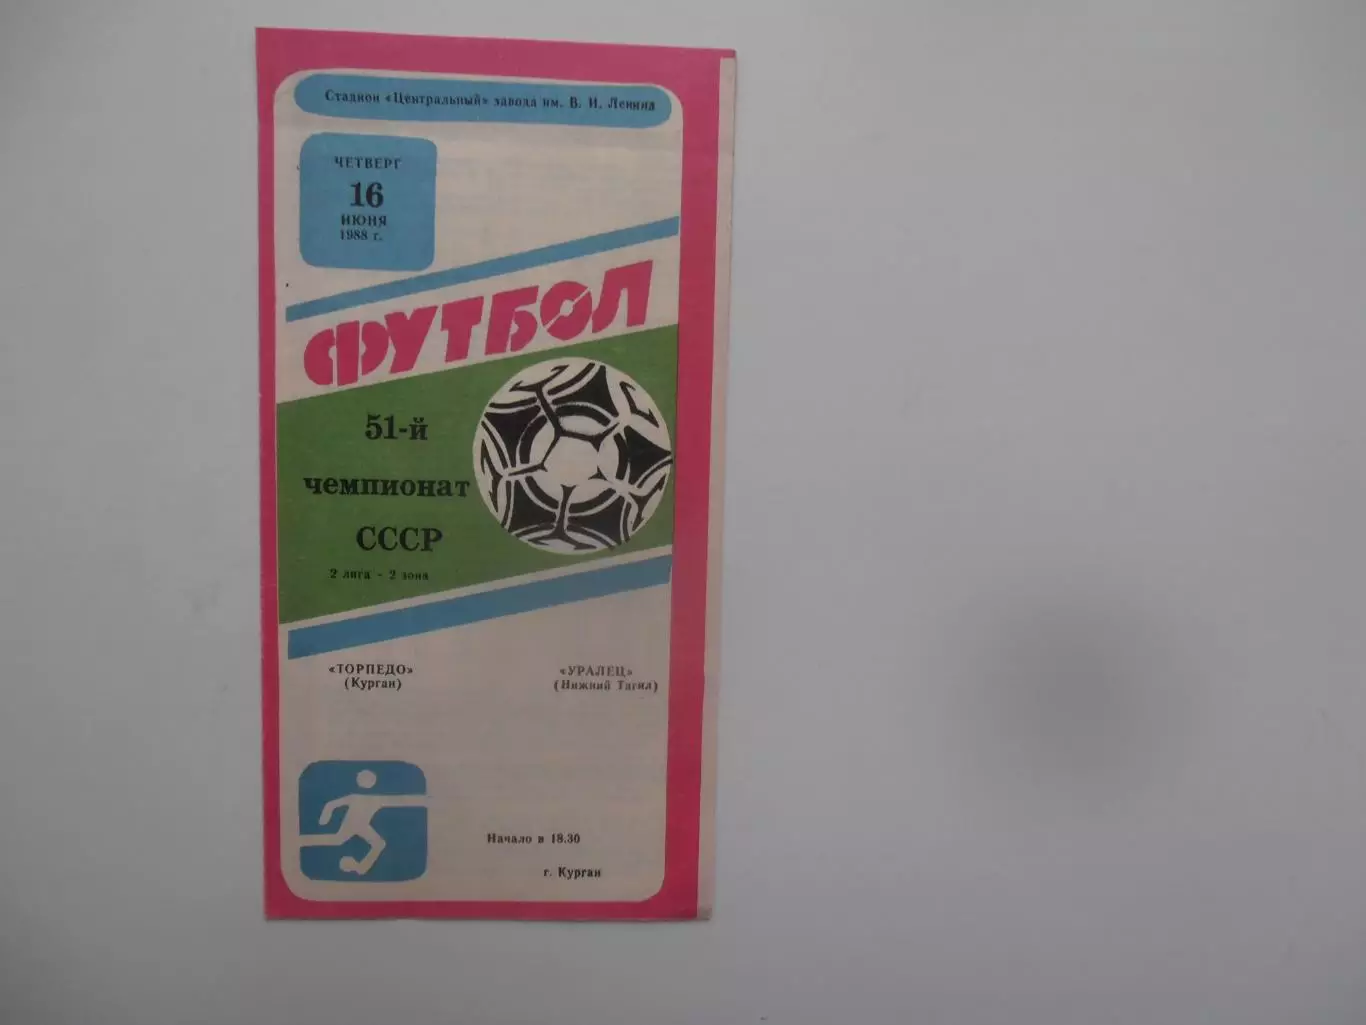 Стадион «Центральный» завода им. В. И. Ленина
ЧЕТВЕРГ
16
ИЮНЯ
1988 г.
ФУТБОЛ
51-й
чемпионат
СССР
2 лига - 2 зона
«ТОРПЕДО»
(Курган)
«УРАЛЕЦ»
(Нижний Тагил)
Начало в 18.30
г. Курган